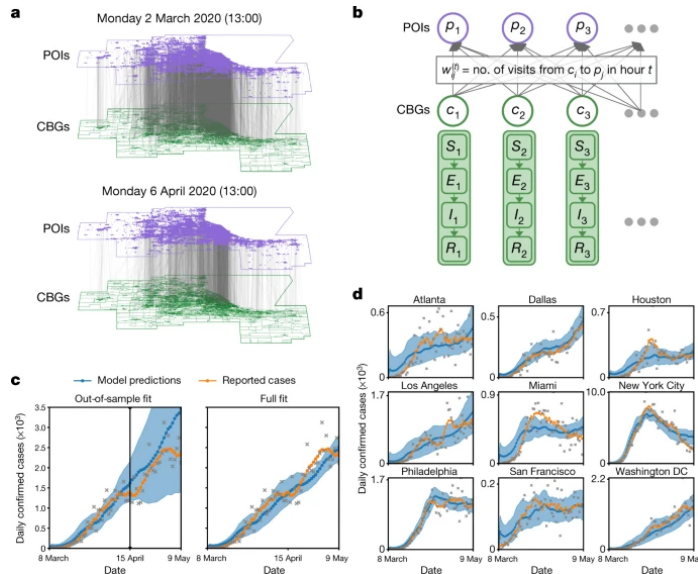 a
Monday 2 March 2020 (13:00)
POIs
CBGs
Monday 6 April 2020 (13:00)
POIs
CBGs
b
POIs
p1 p2 p3
w_ij^(t) = no. of visits from c_i to p_j in hour t
CBGs
c1 c2 c3
S1 S2 S3
E1 E2 E3
I1 I2 I3
R1 R2 R3
c
Model predictions Reported cases
Out-of-sample fit Full fit
Daily confirmed cases (×10³)
3.5
3.0
2.5
2.0
1.5
1.0
0.5
0
8 March 15 April 9 May 8 March 15 April 9 May
Date Date
d
Daily confirmed cases (×10³)
Atlanta Dallas Houston
0.6 0.5 0.7
0 0 0
Los Angeles Miami New York City
1.7 0.9 10.0
0 0 0
Philadelphia San Francisco Washington DC
1.7 0.2 2.2
0 0 0
8 March 9 May 8 March 9 May 8 March 9 Ma
Date Date Date